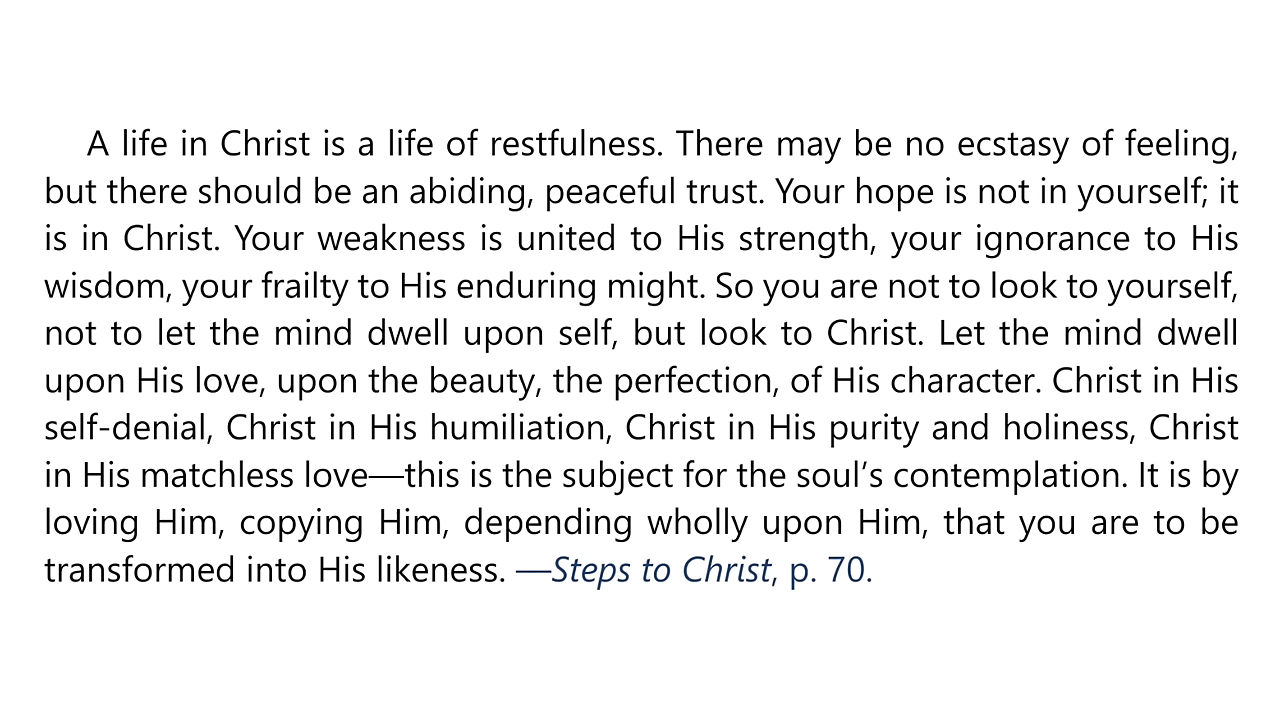 A life in Christ is a life of restfulness. There may be no ecstasy of feeling,
but there should be an abiding, peaceful trust. Your hope is not in yourself; it
is in Christ. Your weakness is united to His strength, your ignorance to His
wisdom, your frailty to His enduring might. So you are not to look to yourself,
not to let the mind dwell upon self, but look to Christ. Let the mind dwell
upon His love, upon the beauty, the perfection, of His character. Christ in His
self-denial, Christ in His humiliation, Christ in His purity and holiness, Christ
in His matchless love—this is the subject for the soul’s contemplation. It is by
loving Him, copying Him, depending wholly upon Him, that you are to be
transformed into His likeness. —Steps to Christ, p. 70.